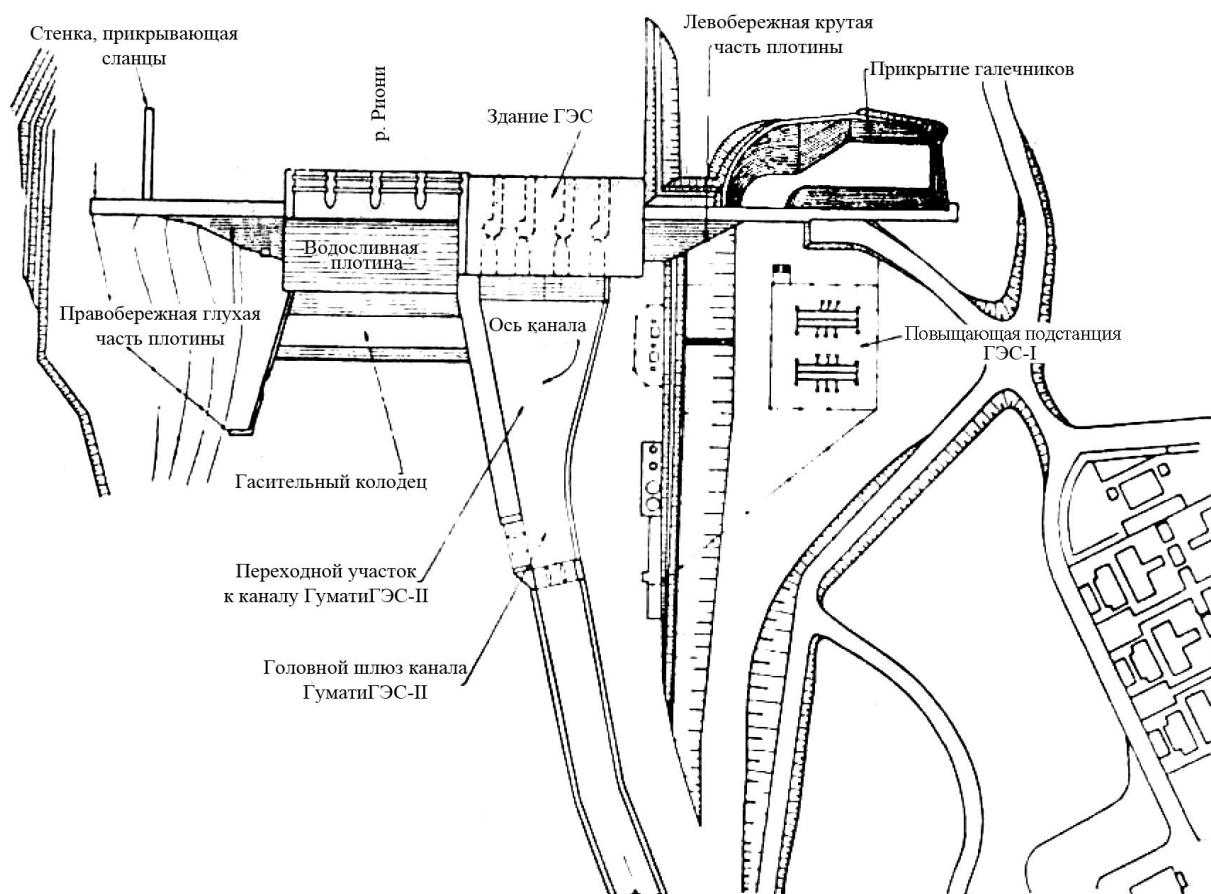 Стенка, прикрывающая
сланцы
р. Риони
Здание ГЭС
Левобережная крутая
часть плотины
Прикрытие галечников
Водосливная
плотина
Правобережная глухая
часть плотины
Ось канала
Повыщающая подстанция
ГЭС-I
Гасительный колодец
Переходной участок
к каналу ГуматиГЭС-II
Головной шлюз канала
ГуматиГЭС-II